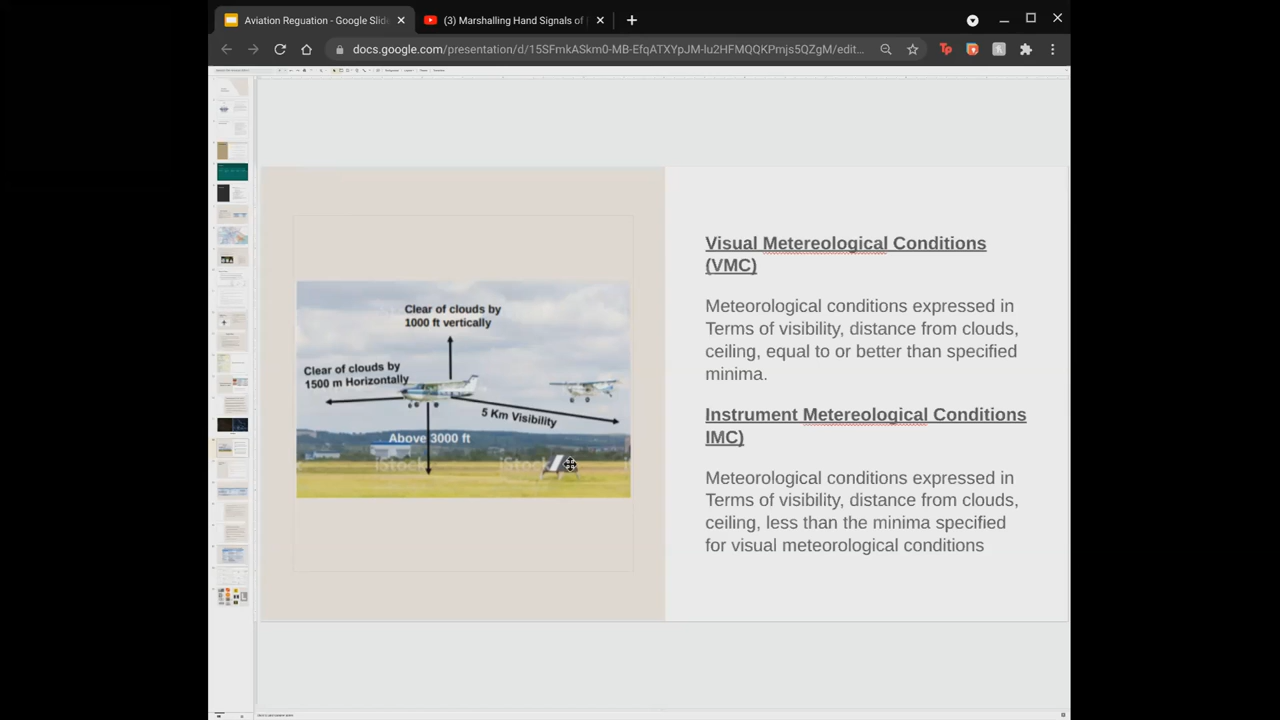 Aviation Reguation - Google Slide
(3) Marshalling Hand Signals of
docs.google.com/presentation/d/15SFmkASkm0-MB-EfqATXYpJM-lu2HFMQQKPmjs5QZgM/edit...
Clear of clouds by
1000 ft vertically
Clear of clouds by
1500 m Horizontally
5 Km Visibility
Above 3000 ft
iStock
iStock
Visual Metereological Conditions
(VMC)
Meteorological conditions expressed in
Terms of visibility, distance from clouds,
ceiling, equal to or better than specified
minima.
Instrument Metereological Conditions
IMC)
Meteorological conditions expressed in
Terms of visibility, distance from clouds,
ceiling, less than the minima specified
for visual meteorological conditions